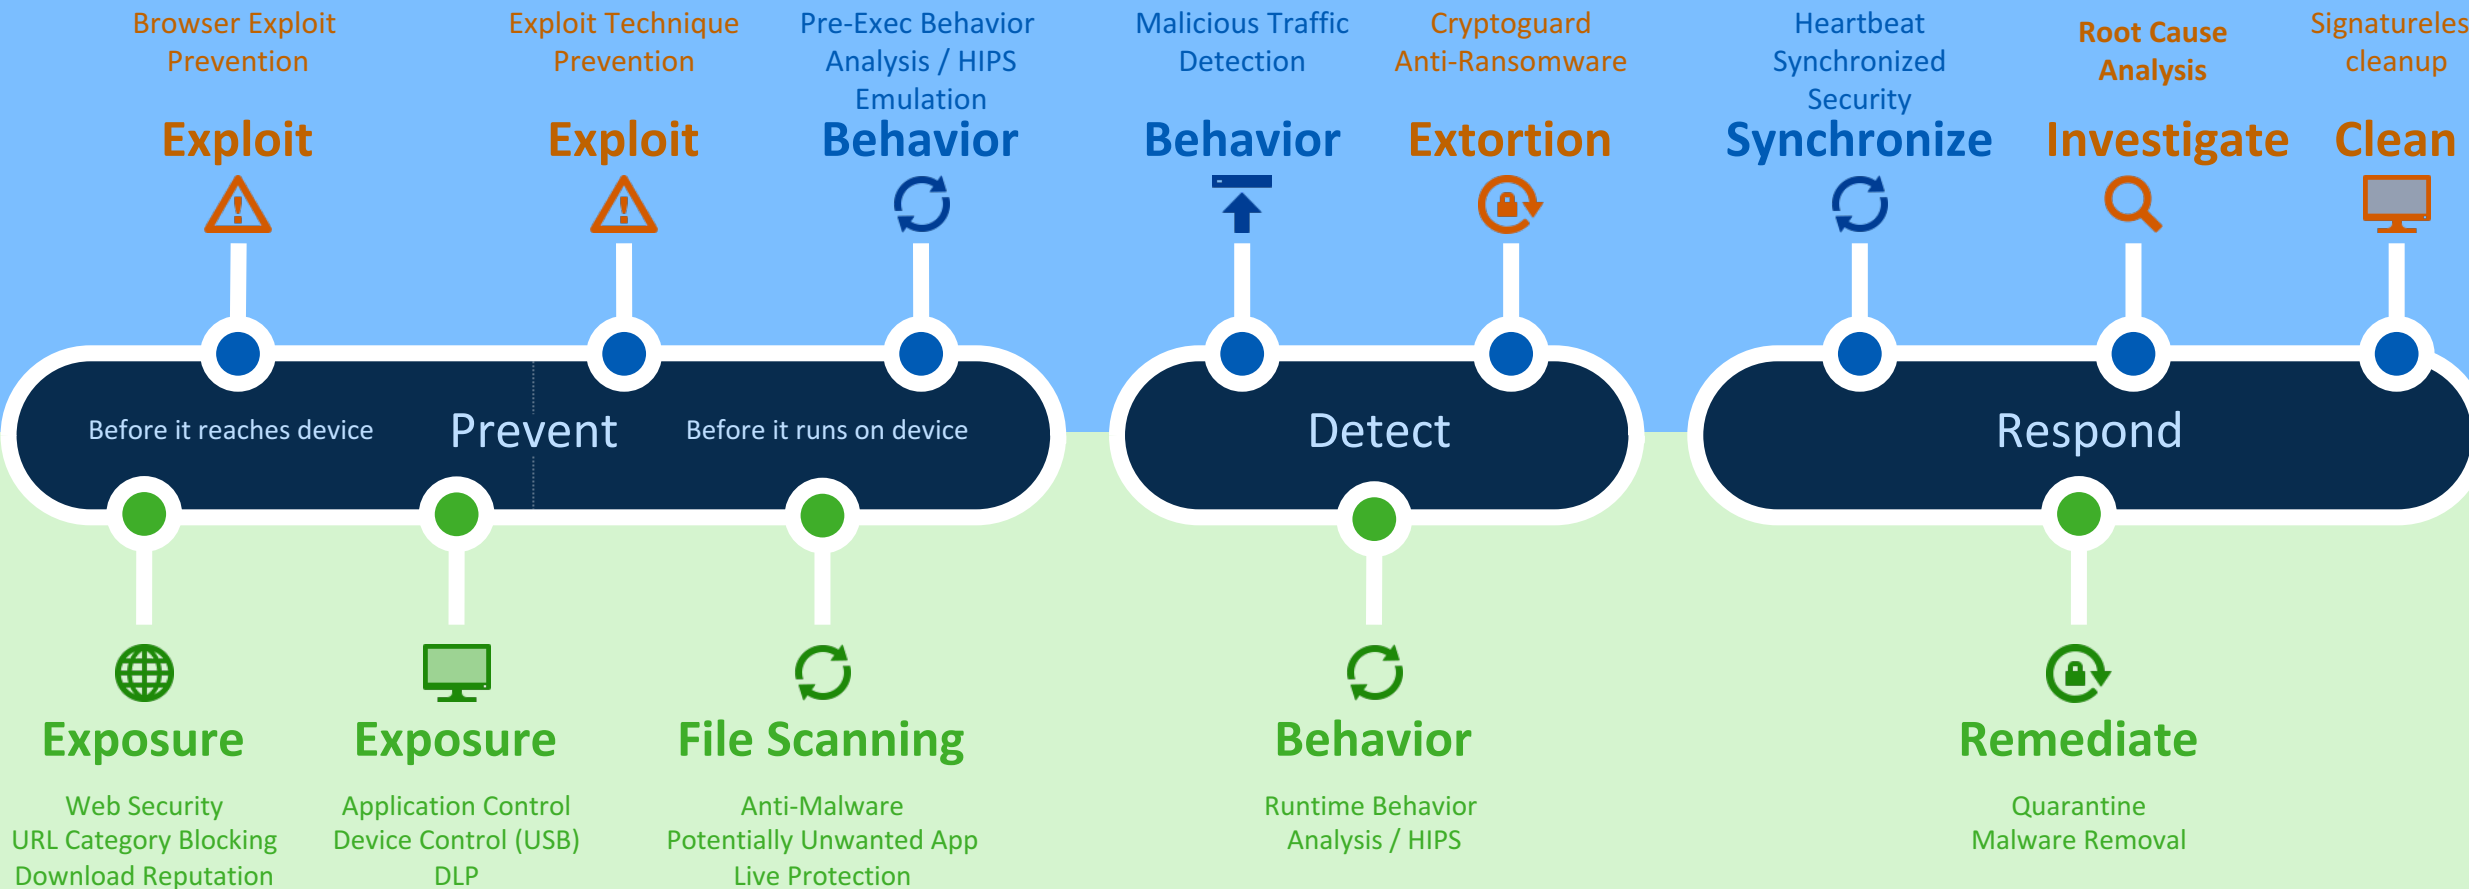 Browser Exploit
Prevention
Exploit
Exploit Technique
Prevention
Exploit
Pre-Exec Behavior
Analysis / HIPS
Emulation
Behavior
Malicious Traffic
Detection
Behavior
Cryptoguard
Anti-Ransomware
Extortion
Heartbeat
Synchronized
Security
Synchronize
Root Cause
Analysis
Investigate
Signatureles
cleanup
Clean
Before it reaches device
Prevent
Before it runs on device
Detect
Respond
Exposure
Web Security
URL Category Blocking
Download Reputation
Exposure
Application Control
Device Control (USB)
DLP
File Scanning
Anti-Malware
Potentially Unwanted App
Live Protection
Behavior
Runtime Behavior
Analysis / HIPS
Remediate
Quarantine
Malware Removal